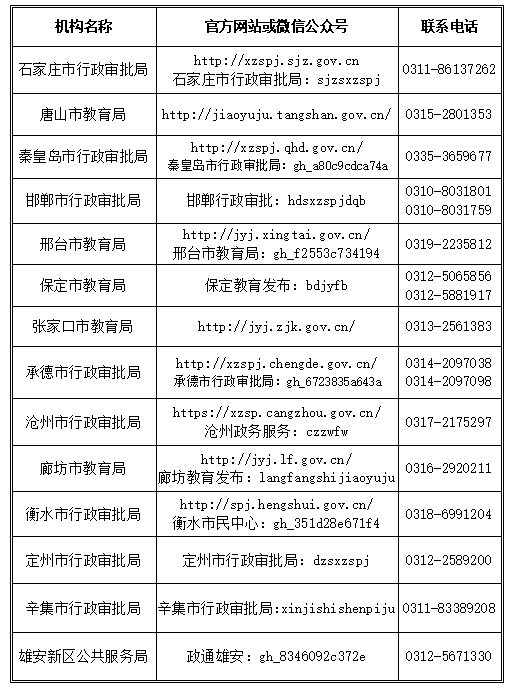 机构名称 官方网站或微信公众号 联系电话
石家庄市行政审批局 http://xzspj.sjz.gov.cn 0311-86137262
石家庄市行政审批局：sjzsxzspj
唐山市教育局 http://jiaoyuju.tangshan.gov.cn/ 0315-2801353
秦皇岛市行政审批局 http://xzspj.qhd.gov.cn/ 0335-3659677
秦皇岛市行政审批局：gh_a80c9cdca74a
邯郸市行政审批局 邯郸行政审批：hdsxzspjdqb 0310-8031801
0310-8031759
邢台市教育局 http://jyj.xingtai.gov.cn/ 0319-2235812
邢台市教育局：gh_f2553c734194
保定市教育局 保定教育发布：bdjyfb 0312-5065856
0312-5881917
张家口市教育局 http://jyj.zjk.gov.cn/ 0313-2561383
承德市行政审批局 http://xzspj.chengde.gov.cn/ 0314-2097038
承德市行政审批局：gh_6723835a643a 0314-2097098
沧州市行政审批局 https://xzsp.cangzhou.gov.cn/ 0317-2175297
沧州政务服务：czzwfw
廊坊市教育局 http://jyj.lf.gov.cn/ 0316-2920211
廊坊教育发布：langfangshijiaoyuju
衡水市行政审批局 http://spj.hengshui.gov.cn/ 0318-6991204
衡水市民中心：gh_351d28e671f4
定州市行政审批局 定州市行政审批局：dzsxzspj 0312-2589200
辛集市行政审批局 辛集市行政审批局:xinjishishenpiju 0311-83389208
雄安新区公共服务局 政通雄安：gh_8346092c372e 0312-5671330